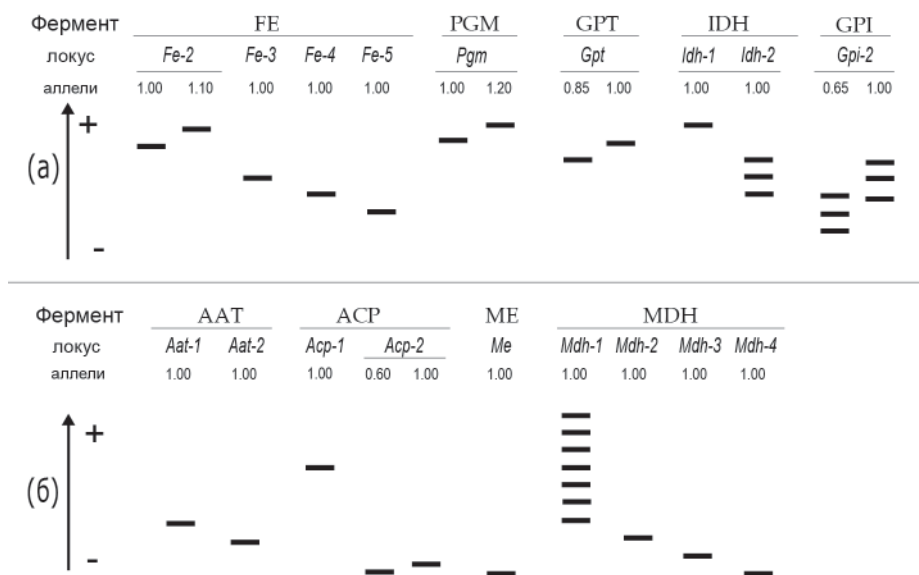 Фермент FE PGM GPT IDH GPI
локус Fe-2 Fe-3 Fe-4 Fe-5 Pgm Gpt Idh-1 Idh-2 Gpi-2
аллели 1.00 1.10 1.00 1.00 1.00 1.00 1.20 0.85 1.00 1.00 1.00 0.65 1.00
+
(а)
-
Фермент AAT ACP ME MDH
локус Aat-1 Aat-2 Acp-1 Acp-2 Me Mdh-1 Mdh-2 Mdh-3 Mdh-4
аллели 1.00 1.00 1.00 0.60 1.00 1.00 1.00 1.00 1.00 1.00
+
(б)
-